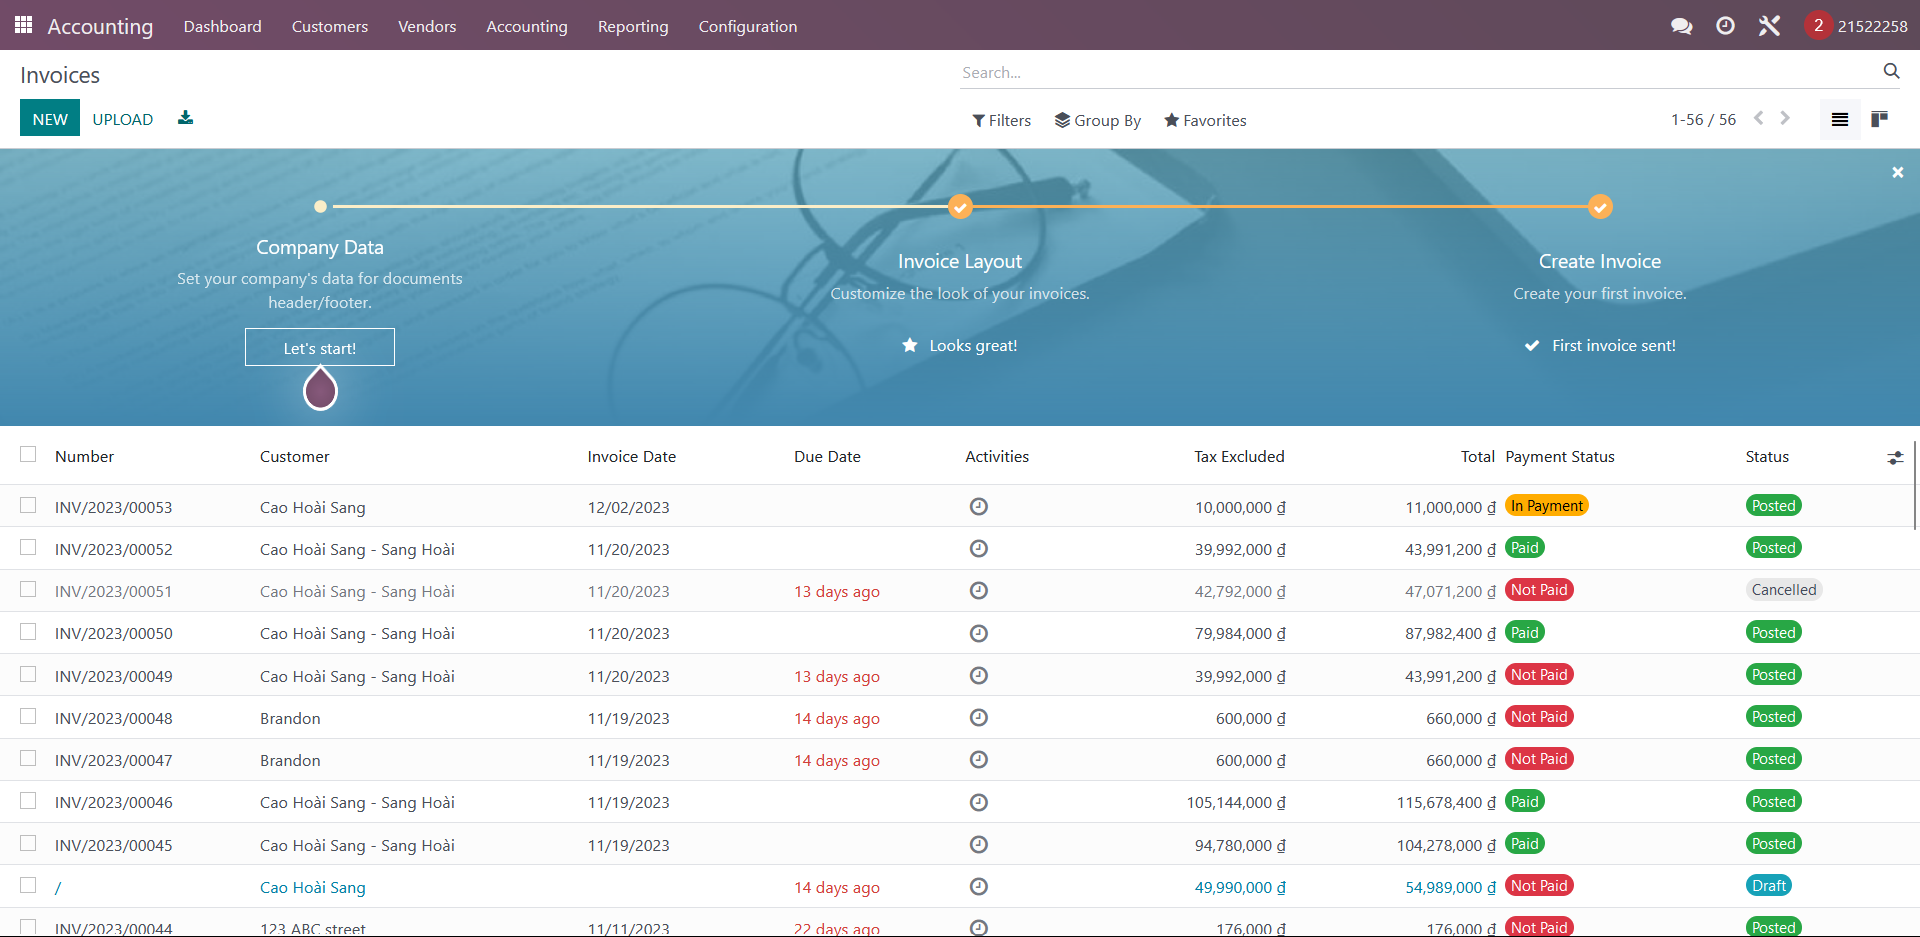 Accounting Dashboard Customers Vendors Accounting Reporting Configuration 2 21522258
Invoices Search...
NEW UPLOAD Filters Group By Favorites 1-56 / 56
Company Data
Set your company's data for documents
header/footer.
Let's start!
Invoice Layout
Customize the look of your invoices.
Looks great!
Create Invoice
Create your first invoice.
First invoice sent!
Number Customer Invoice Date Due Date Activities Tax Excluded Total Payment Status Status
INV/2023/00053 Cao Hoài Sang 12/02/2023 10,000,000 ₫ 11,000,000 ₫ In Payment Posted
INV/2023/00052 Cao Hoài Sang - Sang Hoài 11/20/2023 39,992,000 ₫ 43,991,200 ₫ Paid Posted
INV/2023/00051 Cao Hoài Sang - Sang Hoài 11/20/2023 13 days ago 42,792,000 ₫ 47,071,200 ₫ Not Paid Cancelled
INV/2023/00050 Cao Hoài Sang - Sang Hoài 11/20/2023 79,984,000 ₫ 87,982,400 ₫ Paid Posted
INV/2023/00049 Cao Hoài Sang - Sang Hoài 11/20/2023 13 days ago 39,992,000 ₫ 43,991,200 ₫ Not Paid Posted
INV/2023/00048 Brandon 11/19/2023 14 days ago 600,000 ₫ 660,000 ₫ Not Paid Posted
INV/2023/00047 Brandon 11/19/2023 14 days ago 600,000 ₫ 660,000 ₫ Not Paid Posted
INV/2023/00046 Cao Hoài Sang - Sang Hoài 11/19/2023 105,144,000 ₫ 115,678,400 ₫ Paid Posted
INV/2023/00045 Cao Hoài Sang - Sang Hoài 11/19/2023 94,780,000 ₫ 104,278,000 ₫ Paid Posted
/ Cao Hoài Sang 14 days ago 49,990,000 ₫ 54,989,000 ₫ Not Paid Draft
INV/2023/00044 123 ABC street 11/11/2023 22 days ago 176,000 ₫ 176,000 ₫ Not Paid Posted